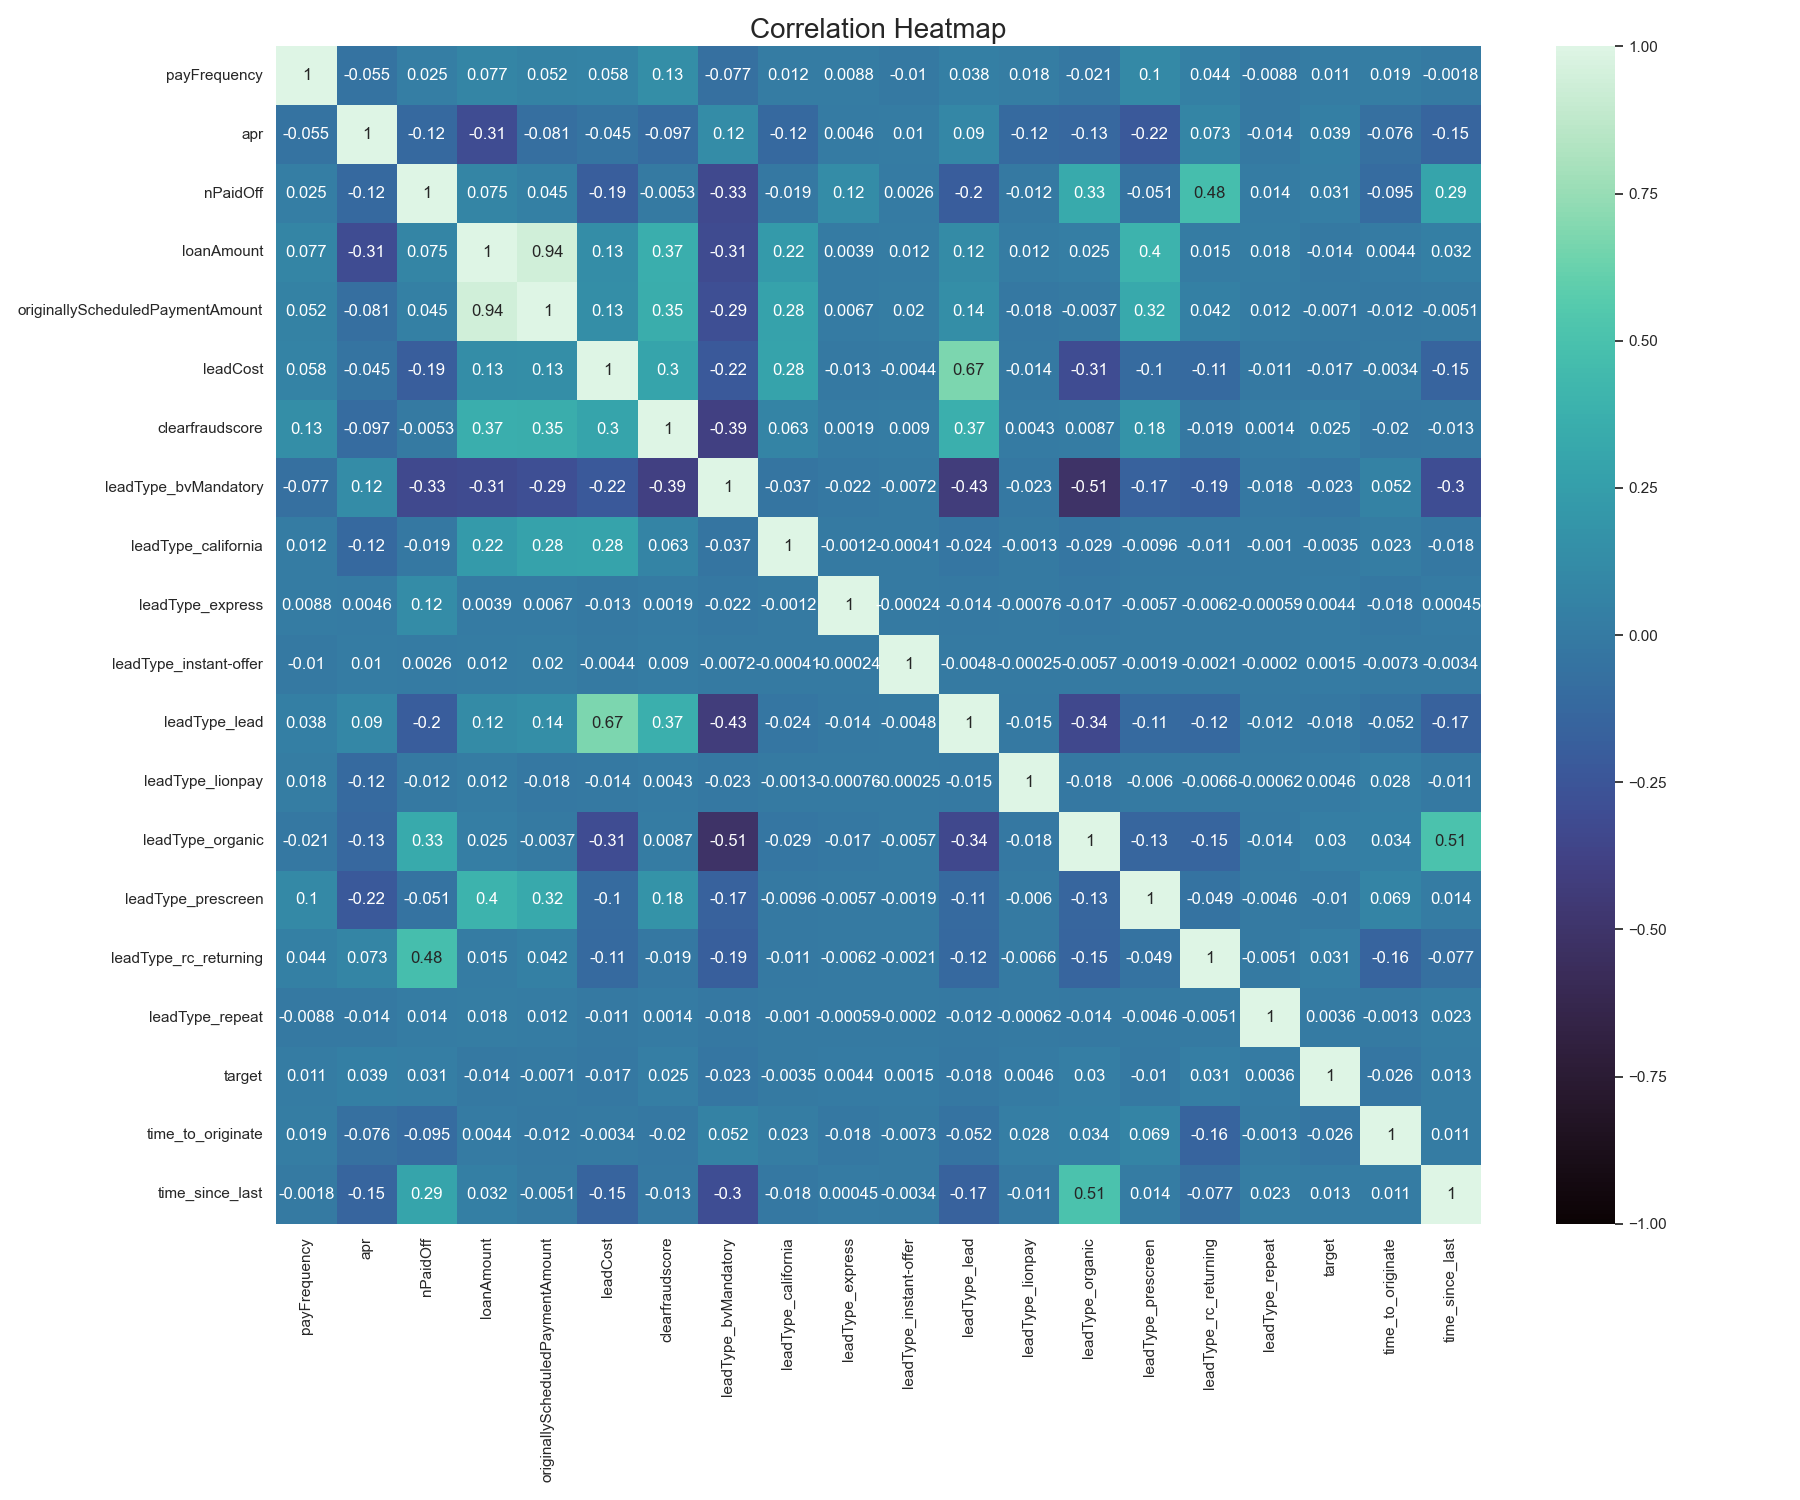 Correlation Heatmap
payFrequency 1 -0.055 0.025 0.077 0.052 0.058 0.13 -0.077 0.012 0.0088 -0.01 0.038 0.018 -0.021 0.1 0.044 -0.0088 0.011 0.019 -0.0018
apr -0.055 1 -0.12 -0.31 -0.081 -0.045 -0.097 0.12 -0.12 0.0046 0.01 0.09 -0.12 -0.13 -0.22 0.073 -0.014 0.039 -0.076 -0.15
nPaidOff 0.025 -0.12 1 0.075 0.045 -0.19 -0.0053 -0.33 -0.019 0.12 0.0026 -0.2 -0.012 0.33 -0.051 0.48 0.014 0.031 -0.095 0.29
loanAmount 0.077 -0.31 0.075 1 0.94 0.13 0.37 -0.31 0.22 0.0039 0.012 0.12 0.012 0.025 0.4 0.015 0.018 -0.014 0.0044 0.032
originallyScheduledPaymentAmount 0.052 -0.081 0.045 0.94 1 0.13 0.35 -0.29 0.28 0.0067 0.02 0.14 -0.018 -0.0037 0.32 0.042 0.012 -0.0071 -0.012 -0.0051
leadCost 0.058 -0.045 -0.19 0.13 0.13 1 0.3 -0.22 0.28 -0.013 -0.0044 0.67 -0.014 -0.31 -0.1 -0.11 -0.011 -0.017 -0.0034 -0.15
clearfraudscore 0.13 -0.097 -0.0053 0.37 0.35 0.3 1 -0.39 0.063 0.0019 0.009 0.37 0.0043 0.0087 0.18 -0.019 0.0014 0.025 -0.02 -0.013
leadType_bvMandatory -0.077 0.12 -0.33 -0.31 -0.29 -0.22 -0.39 1 -0.037 -0.022 -0.0072 -0.43 -0.023 -0.51 -0.17 -0.19 -0.018 -0.023 0.052 -0.3
leadType_california 0.012 -0.12 -0.019 0.22 0.28 0.28 0.063 -0.037 1 -0.0012 -0.00041 -0.024 -0.0013 -0.029 -0.0096 -0.011 -0.001 -0.0035 0.023 -0.018
leadType_express 0.0088 0.0046 0.12 0.0039 0.0067 -0.013 0.0019 -0.022 -0.0012 1 -0.00024 -0.014 -0.00076 -0.017 -0.0057 -0.0062 -0.00059 0.0044 -0.018 0.00045
leadType_instant-offer -0.01 0.01 0.0026 0.012 0.02 -0.0044 0.009 -0.0072 -0.00041 -0.00024 1 -0.0048 -0.00025 -0.0057 -0.0019 -0.0021 -0.0002 0.0015 -0.0073 -0.0034
leadType_lead 0.038 0.09 -0.2 0.12 0.14 0.67 0.37 -0.43 -0.024 -0.014 -0.0048 1 -0.015 -0.34 -0.11 -0.12 -0.012 -0.018 -0.052 -0.17
leadType_lionpay 0.018 -0.12 -0.012 0.012 -0.018 -0.014 0.0043 -0.023 -0.0013 -0.00076 -0.00025 -0.015 1 -0.018 -0.006 -0.0066 -0.00062 0.0046 0.028 -0.011
leadType_organic -0.021 -0.13 0.33 0.025 -0.0037 -0.31 0.0087 -0.51 -0.029 -0.017 -0.0057 -0.34 -0.018 1 -0.13 -0.15 -0.014 0.03 0.034 0.51
leadType_prescreen 0.1 -0.22 -0.051 0.4 0.32 -0.1 0.18 -0.17 -0.0096 -0.0057 -0.0019 -0.11 -0.006 -0.13 1 -0.049 -0.0046 -0.01 0.069 0.014
leadType_rc_returning 0.044 0.073 0.48 0.015 0.042 -0.11 -0.019 -0.19 -0.011 -0.0062 -0.0021 -0.12 -0.0066 -0.15 -0.049 1 -0.0051 0.031 -0.16 -0.077
leadType_repeat -0.0088 -0.014 0.014 0.018 0.012 -0.011 0.0014 -0.018 -0.001 -0.00059 -0.0002 -0.012 -0.00062 -0.014 -0.0046 -0.0051 1 0.0036 -0.0013 0.023
target 0.011 0.039 0.031 -0.014 -0.0071 -0.017 0.025 -0.023 -0.0035 0.0044 0.0015 -0.018 0.0046 0.03 -0.01 0.031 0.0036 1 -0.026 0.013
time_to_originate 0.019 -0.076 -0.095 0.0044 -0.012 -0.0034 -0.02 0.052 0.023 -0.018 -0.0073 -0.052 0.028 0.034 0.069 -0.16 -0.0013 -0.026 1 0.011
time_since_last -0.0018 -0.15 0.29 0.032 -0.0051 -0.15 -0.013 -0.3 -0.018 0.00045 -0.0034 -0.17 -0.011 0.51 0.014 -0.077 0.023 0.013 0.011 1
payFrequency
apr
nPaidOff
loanAmount
originallyScheduledPaymentAmount
leadCost
clearfraudscore
leadType_bvMandatory
leadType_california
leadType_express
leadType_instant-offer
leadType_lead
leadType_lionpay
leadType_organic
leadType_prescreen
leadType_rc_returning
leadType_repeat
target
time_to_originate
time_since_last
1.00
0.75
0.50
0.25
0.00
−0.25
−0.50
−0.75
−1.00